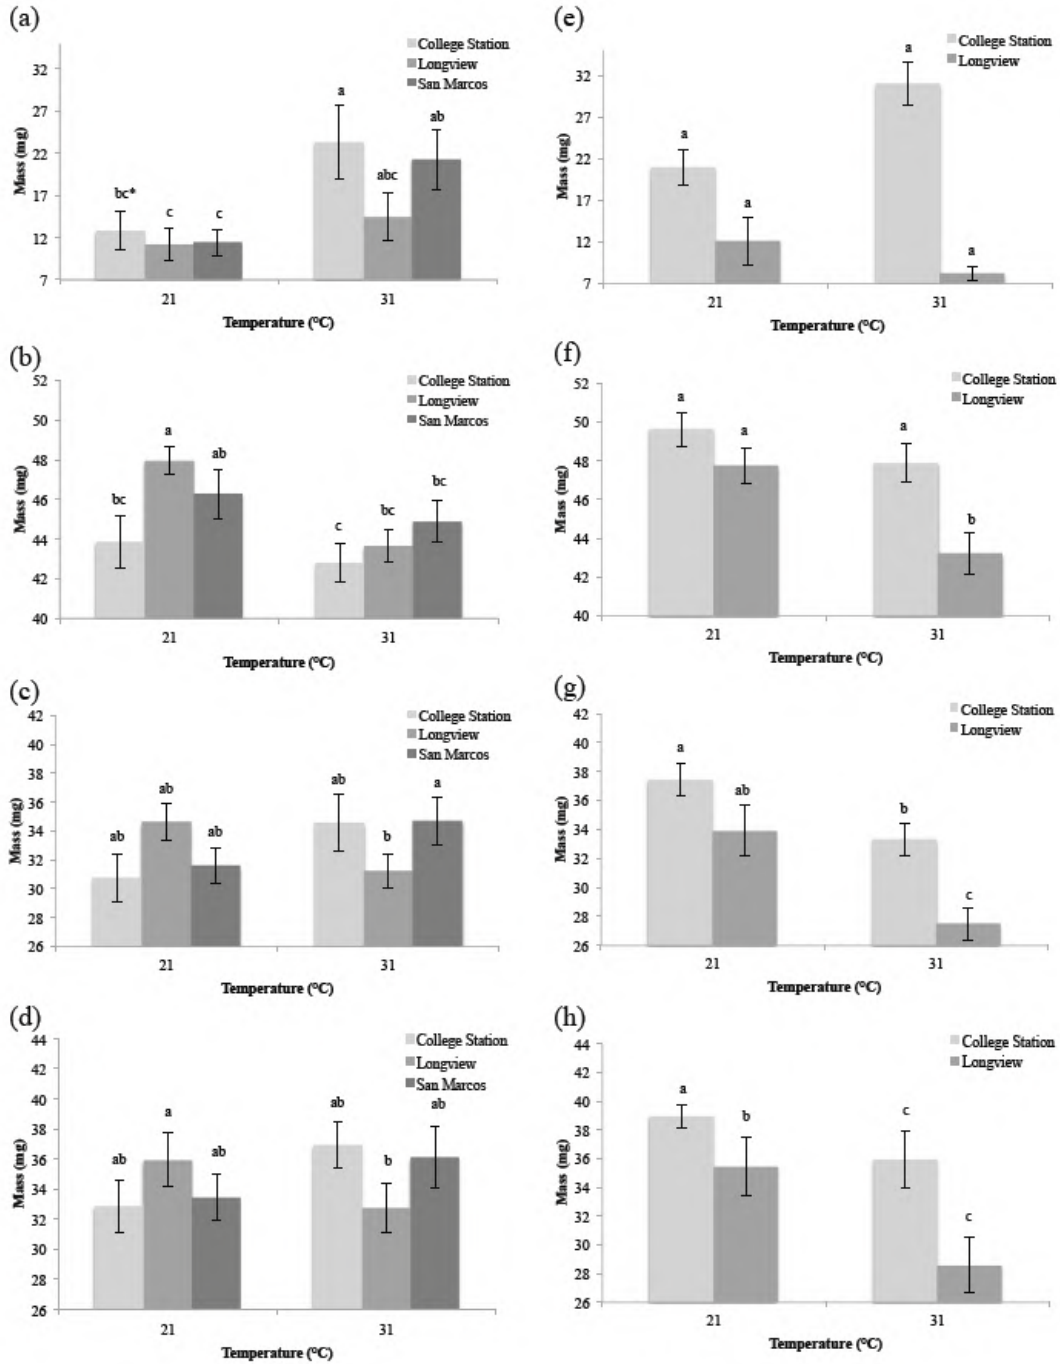 (a)
College Station
Longview
San Marcos
Mass (mg)
32
27
22
17
12
7
bc*
c
c
a
abc
ab
21
31
Temperature (°C)
(e)
College Station
Longview
Mass (mg)
32
27
22
17
12
7
a
a
a
a
21
31
Temperature (°C)
(b)
College Station
Longview
San Marcos
Mass (mg)
52
50
48
46
44
42
40
bc
a
ab
c
bc
bc
21
31
Temperature (°C)
(f)
College Station
Longview
Mass (mg)
52
50
48
46
44
42
40
a
a
a
b
21
31
Temperature (°C)
(c)
College Station
Longview
San Marcos
Mass (mg)
42
40
38
36
34
32
30
28
26
ab
ab
ab
ab
b
a
21
31
Temperature (°C)
(g)
College Station
Longview
Mass (mg)
42
40
38
36
34
32
30
28
26
a
ab
b
c
21
31
Temperature (°C)
(d)
College Station
Longview
San Marcos
Mass (mg)
44
42
40
38
36
34
32
30
28
26
ab
a
ab
ab
b
ab
21
31
Temperature (°C)
(h)
College Station
Longview
Mass (mg)
44
42
40
38
36
34
32
30
28
26
a
b
c
c
21
31
Temperature (°C)